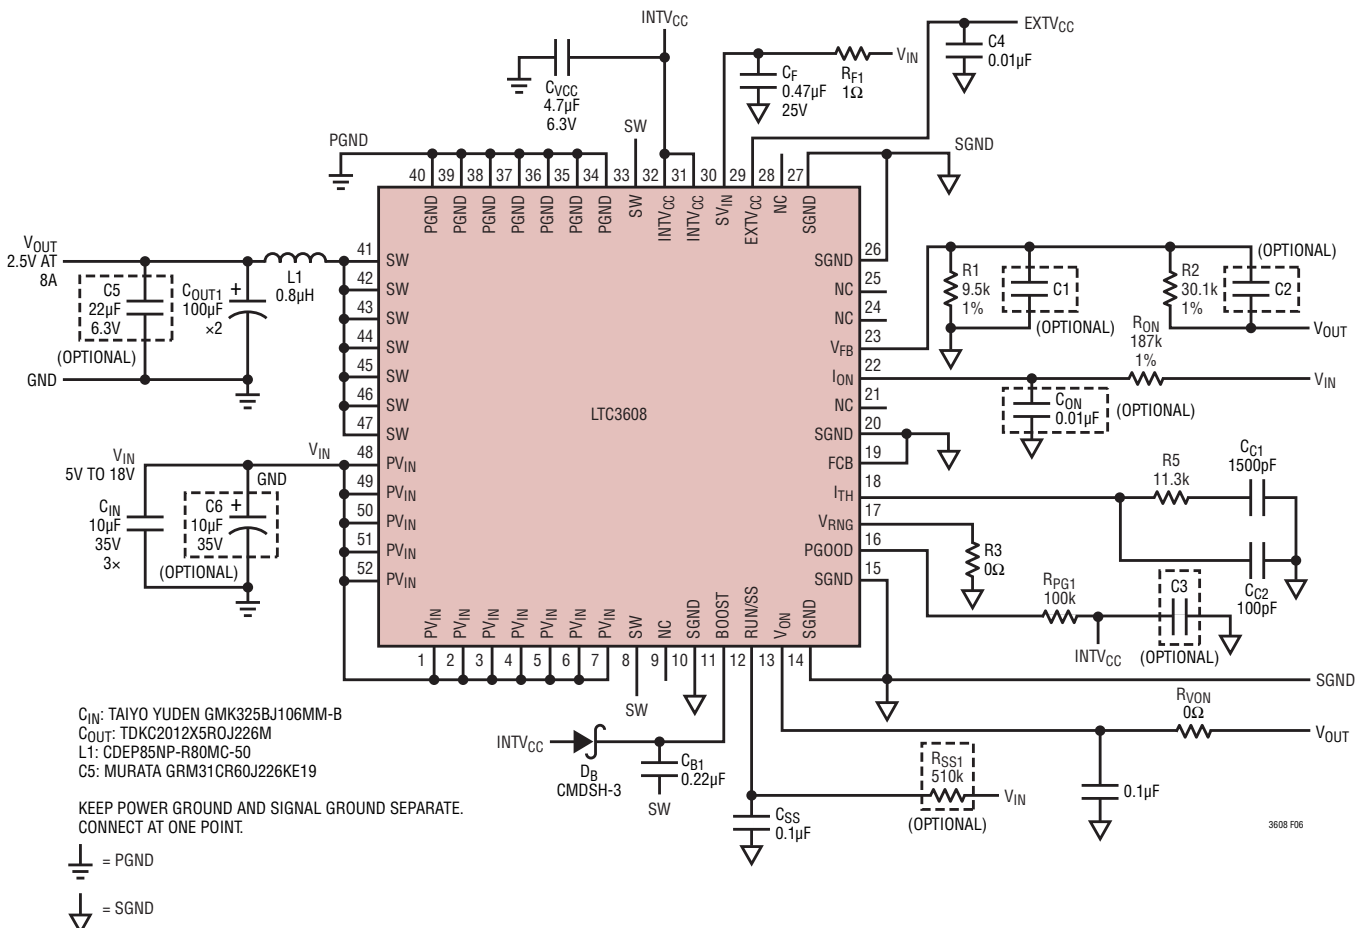 INTVCC
EXTVCC
C4
0.01µF
CVCC
4.7µF
6.3V
CF
0.47µF
25V
RF1
1Ω
VIN
PGND
SW
SGND
40 39 38 37 36 35 34 33 32 31 30 29 28 27
PGND PGND PGND PGND PGND PGND PGND SW INTVCC INTVCC SVIN EXTVCC NC SGND
VOUT
2.5V AT
8A
C5
22µF
6.3V
(OPTIONAL)
COUT1
100µF
×2
+
L1
0.8µH
GND
41 SW
42 SW
43 SW
44 SW
45 SW
46 SW
47 SW
48 PVIN
49 PVIN
50 PVIN
51 PVIN
52 PVIN
VIN
5V TO 18V
VIN
GND
CIN
10µF
35V
3×
C6
10µF
35V
+
(OPTIONAL)
LTC3608
SGND 26
NC 25
NC 24
VFB 23
ION 22
NC 21
SGND 20
FCB 19
ITH 18
VRNG 17
PGOOD 16
SGND 15
R1
9.5k
1%
C1
(OPTIONAL)
R2
30.1k
1%
(OPTIONAL)
C2
VOUT
RON
187k
1%
VIN
CON
0.01µF
(OPTIONAL)
R5
11.3k
CC1
1500pF
CC2
100pF
R3
0Ω
RPG1
100k
INTVCC
C3
(OPTIONAL)
PVIN PVIN PVIN PVIN PVIN PVIN PVIN SW NC SGND BOOST RUN/SS VON SGND
1 2 3 4 5 6 7 8 9 10 11 12 13 14
SW
SGND
INTVCC
DB
CMDSH-3
CB1
0.22µF
SW
CSS
0.1µF
RSS1
510k
(OPTIONAL)
VIN
RVON
0Ω
VOUT
0.1µF
CIN: TAIYO YUDEN GMK325BJ106MM-B
COUT: TDKC2012X5ROJ226M
L1: CDEP85NP-R80MC-50
C5: MURATA GRM31CR60J226KE19
KEEP POWER GROUND AND SIGNAL GROUND SEPARATE.
CONNECT AT ONE POINT.
= PGND
= SGND
3608 F06